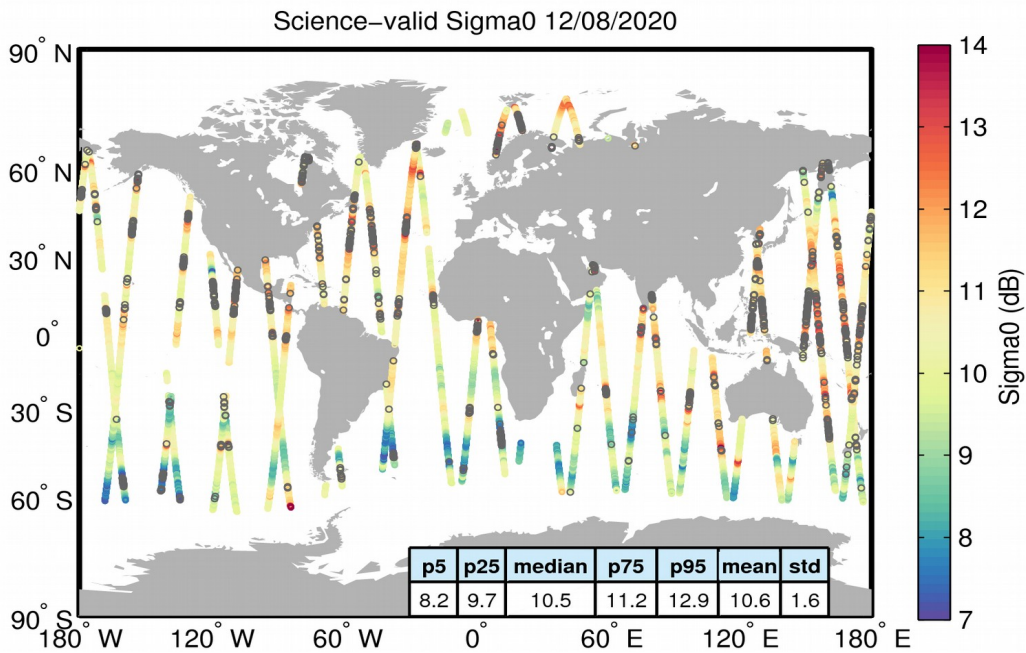 Science−valid Sigma0 12/08/2020
90° N
60° N
30° N
0°
30° S
60° S
90° S
180° W
120° W
60° W
0°
60° E
120° E
180° E
p5 p25 median p75 p95 mean std
8.2 9.7 10.5 11.2 12.9 10.6 1.6
14
13
12
11
10
9
8
7
Sigma0 (dB)